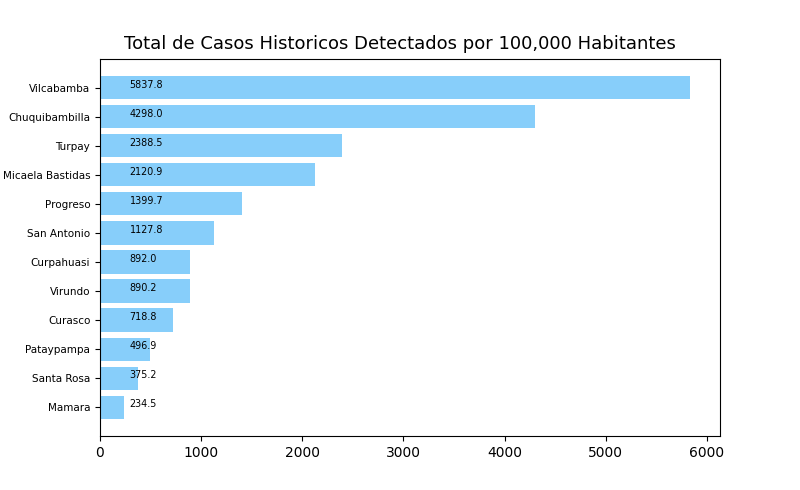 Total de Casos Historicos Detectados por 100,000 Habitantes
Vilcabamba 5837.8
Chuquibambilla 4298.0
Turpay 2388.5
Micaela Bastidas 2120.9
Progreso 1399.7
San Antonio 1127.8
Curpahuasi 892.0
Virundo 890.2
Curasco 718.8
Pataypampa 496.9
Santa Rosa 375.2
Mamara 234.5
0 1000 2000 3000 4000 5000 6000